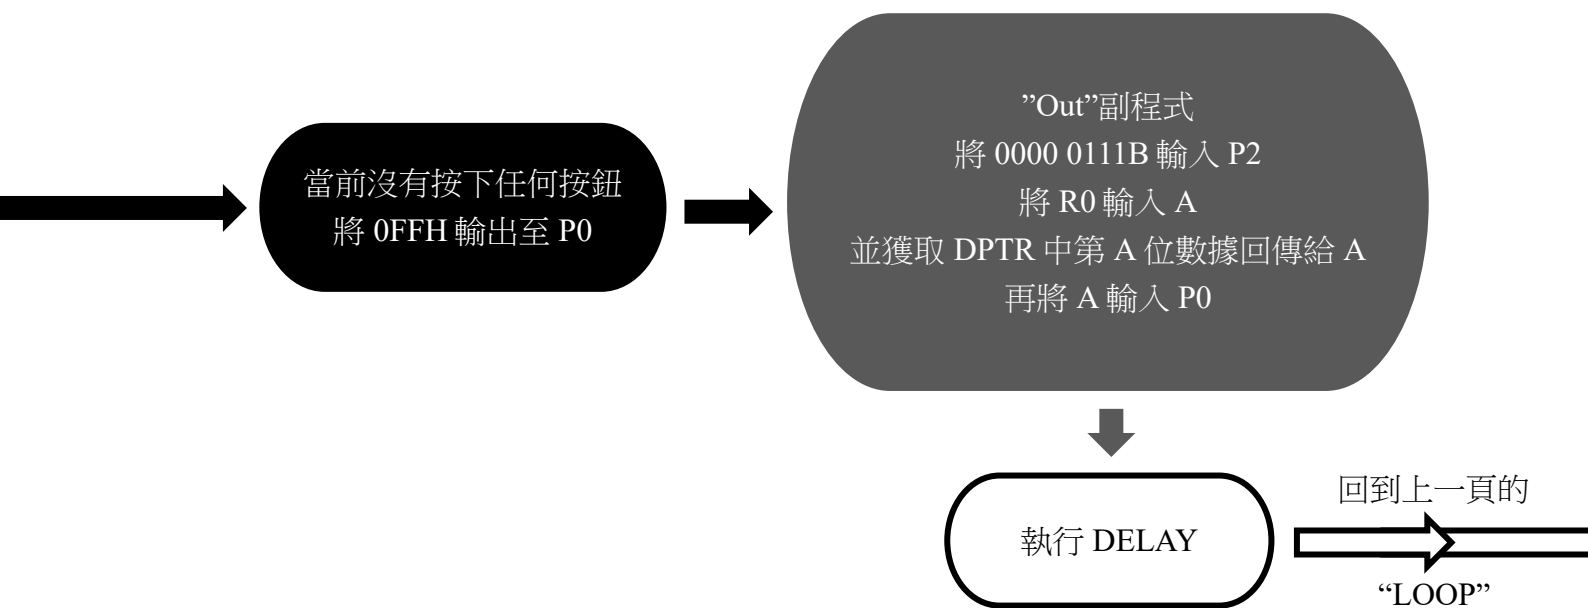 當前沒有按下任何按鈕
將 0FFH 輸出至 P0
”Out”副程式
將 0000 0111B 輸入 P2
將 R0 輸入 A
並獲取 DPTR 中第 A 位數據回傳給 A
再將 A 輸入 P0
執行 DELAY
回到上一頁的
“LOOP”